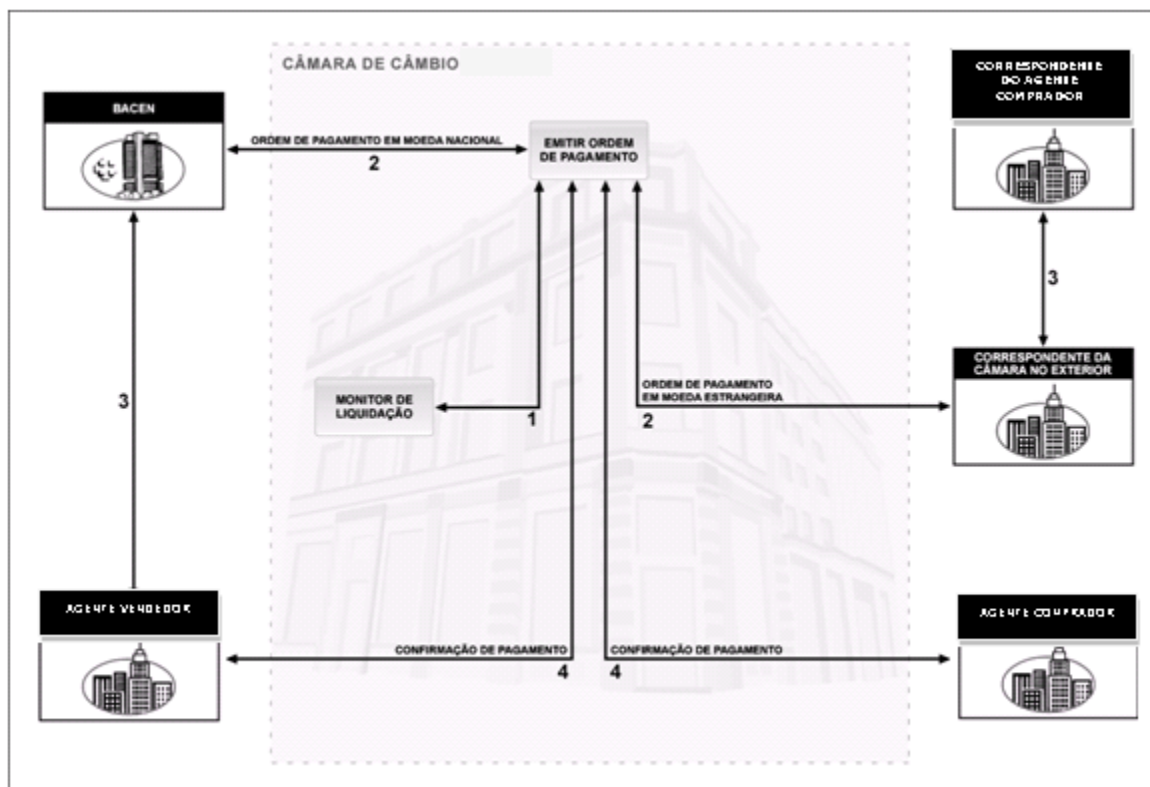 CÂMARA DE CÂMBIO
CORRESPONDENTE
DO AGENTE
COMPRADOR
BACEN
ORDEM DE PAGAMENTO EM MOEDA NACIONAL
2
EMITIR ORDEM
DE PAGAMENTO
3
CORRESPONDENTE DA
CÂMARA NO EXTERIOR
MONITOR DE
LIQUIDAÇÃO
1
ORDEM DE PAGAMENTO
EM MOEDA ESTRANGEIRA
2
3
AGENTE VENDEDOR
AGENTE COMPRADOR
CONFIRMAÇÃO DE PAGAMENTO
4
CONFIRMAÇÃO DE PAGAMENTO
4